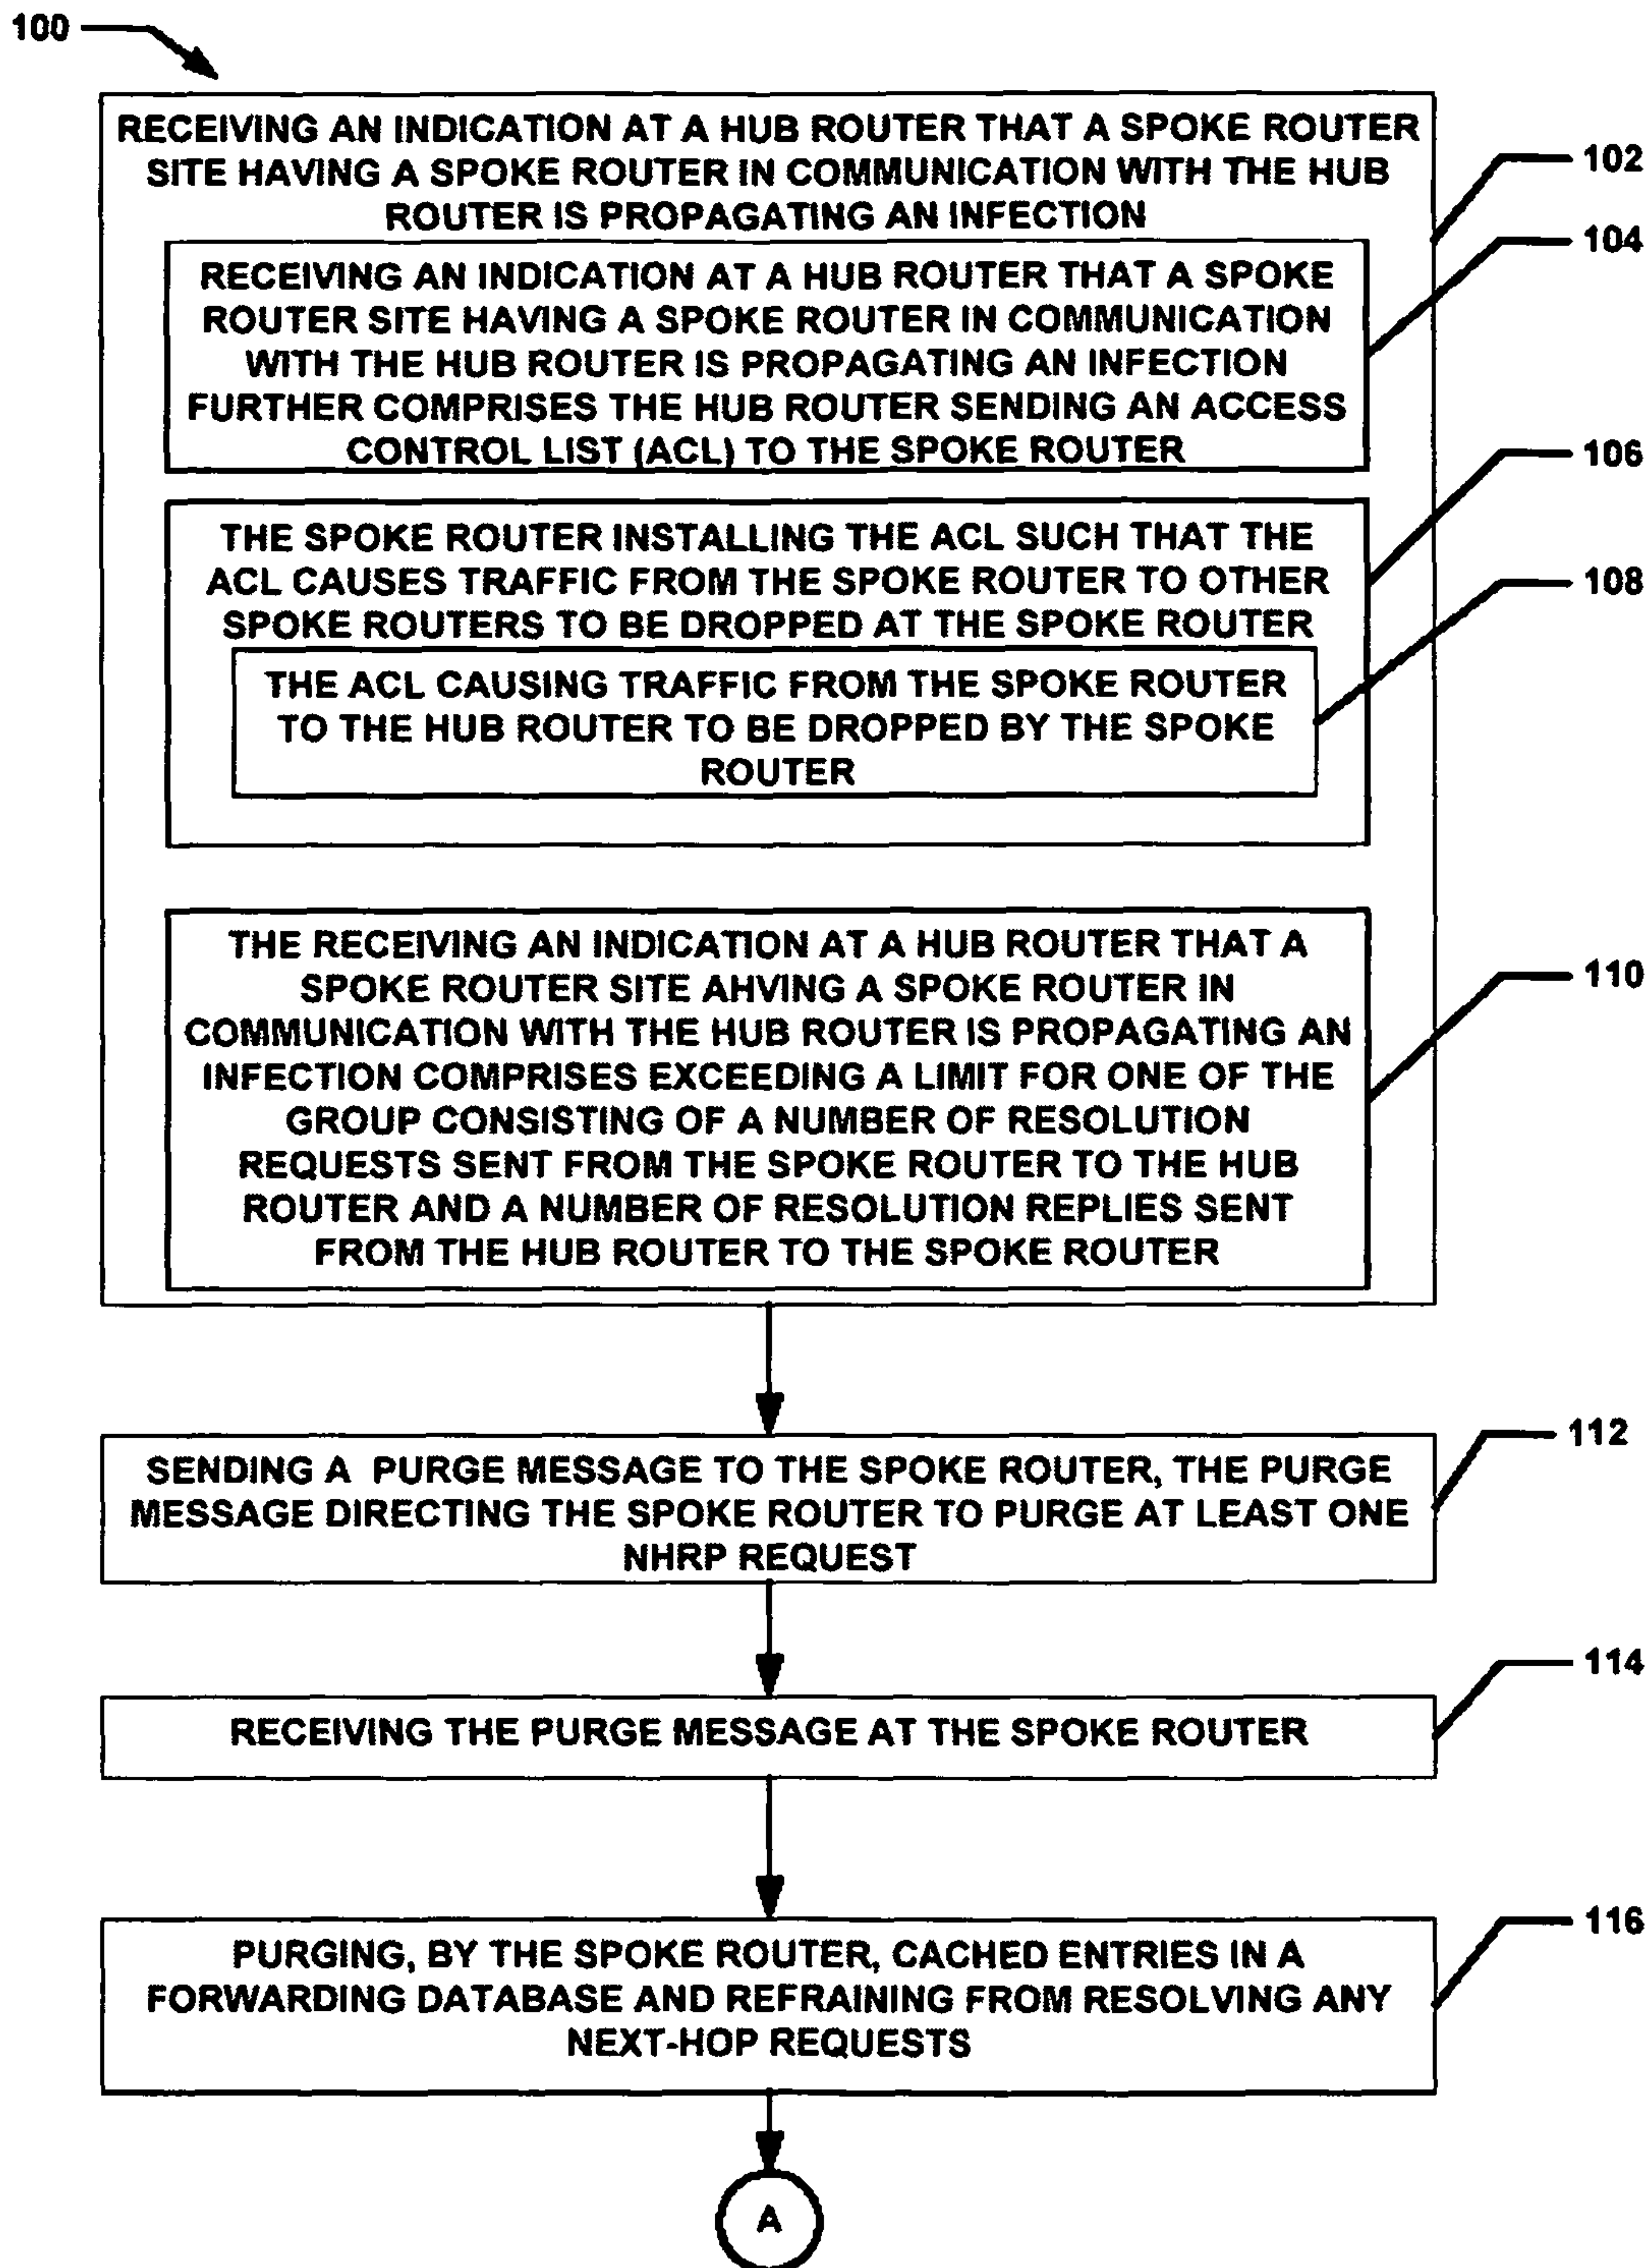 100
RECEIVING AN INDICATION AT A HUB ROUTER THAT A SPOKE ROUTER
SITE HAVING A SPOKE ROUTER IN COMMUNICATION WITH THE HUB
ROUTER IS PROPAGATING AN INFECTION
102
RECEIVING AN INDICATION AT A HUB ROUTER THAT A SPOKE
ROUTER SITE HAVING A SPOKE ROUTER IN COMMUNICATION
WITH THE HUB ROUTER IS PROPAGATING AN INFECTION
FURTHER COMPRISES THE HUB ROUTER SENDING AN ACCESS
CONTROL LIST (ACL) TO THE SPOKE ROUTER
104
THE SPOKE ROUTER INSTALLING THE ACL SUCH THAT THE
ACL CAUSES TRAFFIC FROM THE SPOKE ROUTER TO OTHER
SPOKE ROUTERS TO BE DROPPED AT THE SPOKE ROUTER
106
THE ACL CAUSING TRAFFIC FROM THE SPOKE ROUTER
TO THE HUB ROUTER TO BE DROPPED BY THE SPOKE
ROUTER
108
THE RECEIVING AN INDICATION AT A HUB ROUTER THAT A
SPOKE ROUTER SITE AHVING A SPOKE ROUTER IN
COMMUNICATION WITH THE HUB ROUTER IS PROPAGATING AN
INFECTION COMPRISES EXCEEDING A LIMIT FOR ONE OF THE
GROUP CONSISTING OF A NUMBER OF RESOLUTION
REQUESTS SENT FROM THE SPOKE ROUTER TO THE HUB
ROUTER AND A NUMBER OF RESOLUTION REPLIES SENT
FROM THE HUB ROUTER TO THE SPOKE ROUTER
110
SENDING A PURGE MESSAGE TO THE SPOKE ROUTER, THE PURGE
MESSAGE DIRECTING THE SPOKE ROUTER TO PURGE AT LEAST ONE
NHRP REQUEST
112
RECEIVING THE PURGE MESSAGE AT THE SPOKE ROUTER
114
PURGING, BY THE SPOKE ROUTER, CACHED ENTRIES IN A
FORWARDING DATABASE AND REFRAINING FROM RESOLVING ANY
NEXT-HOP REQUESTS
116
A